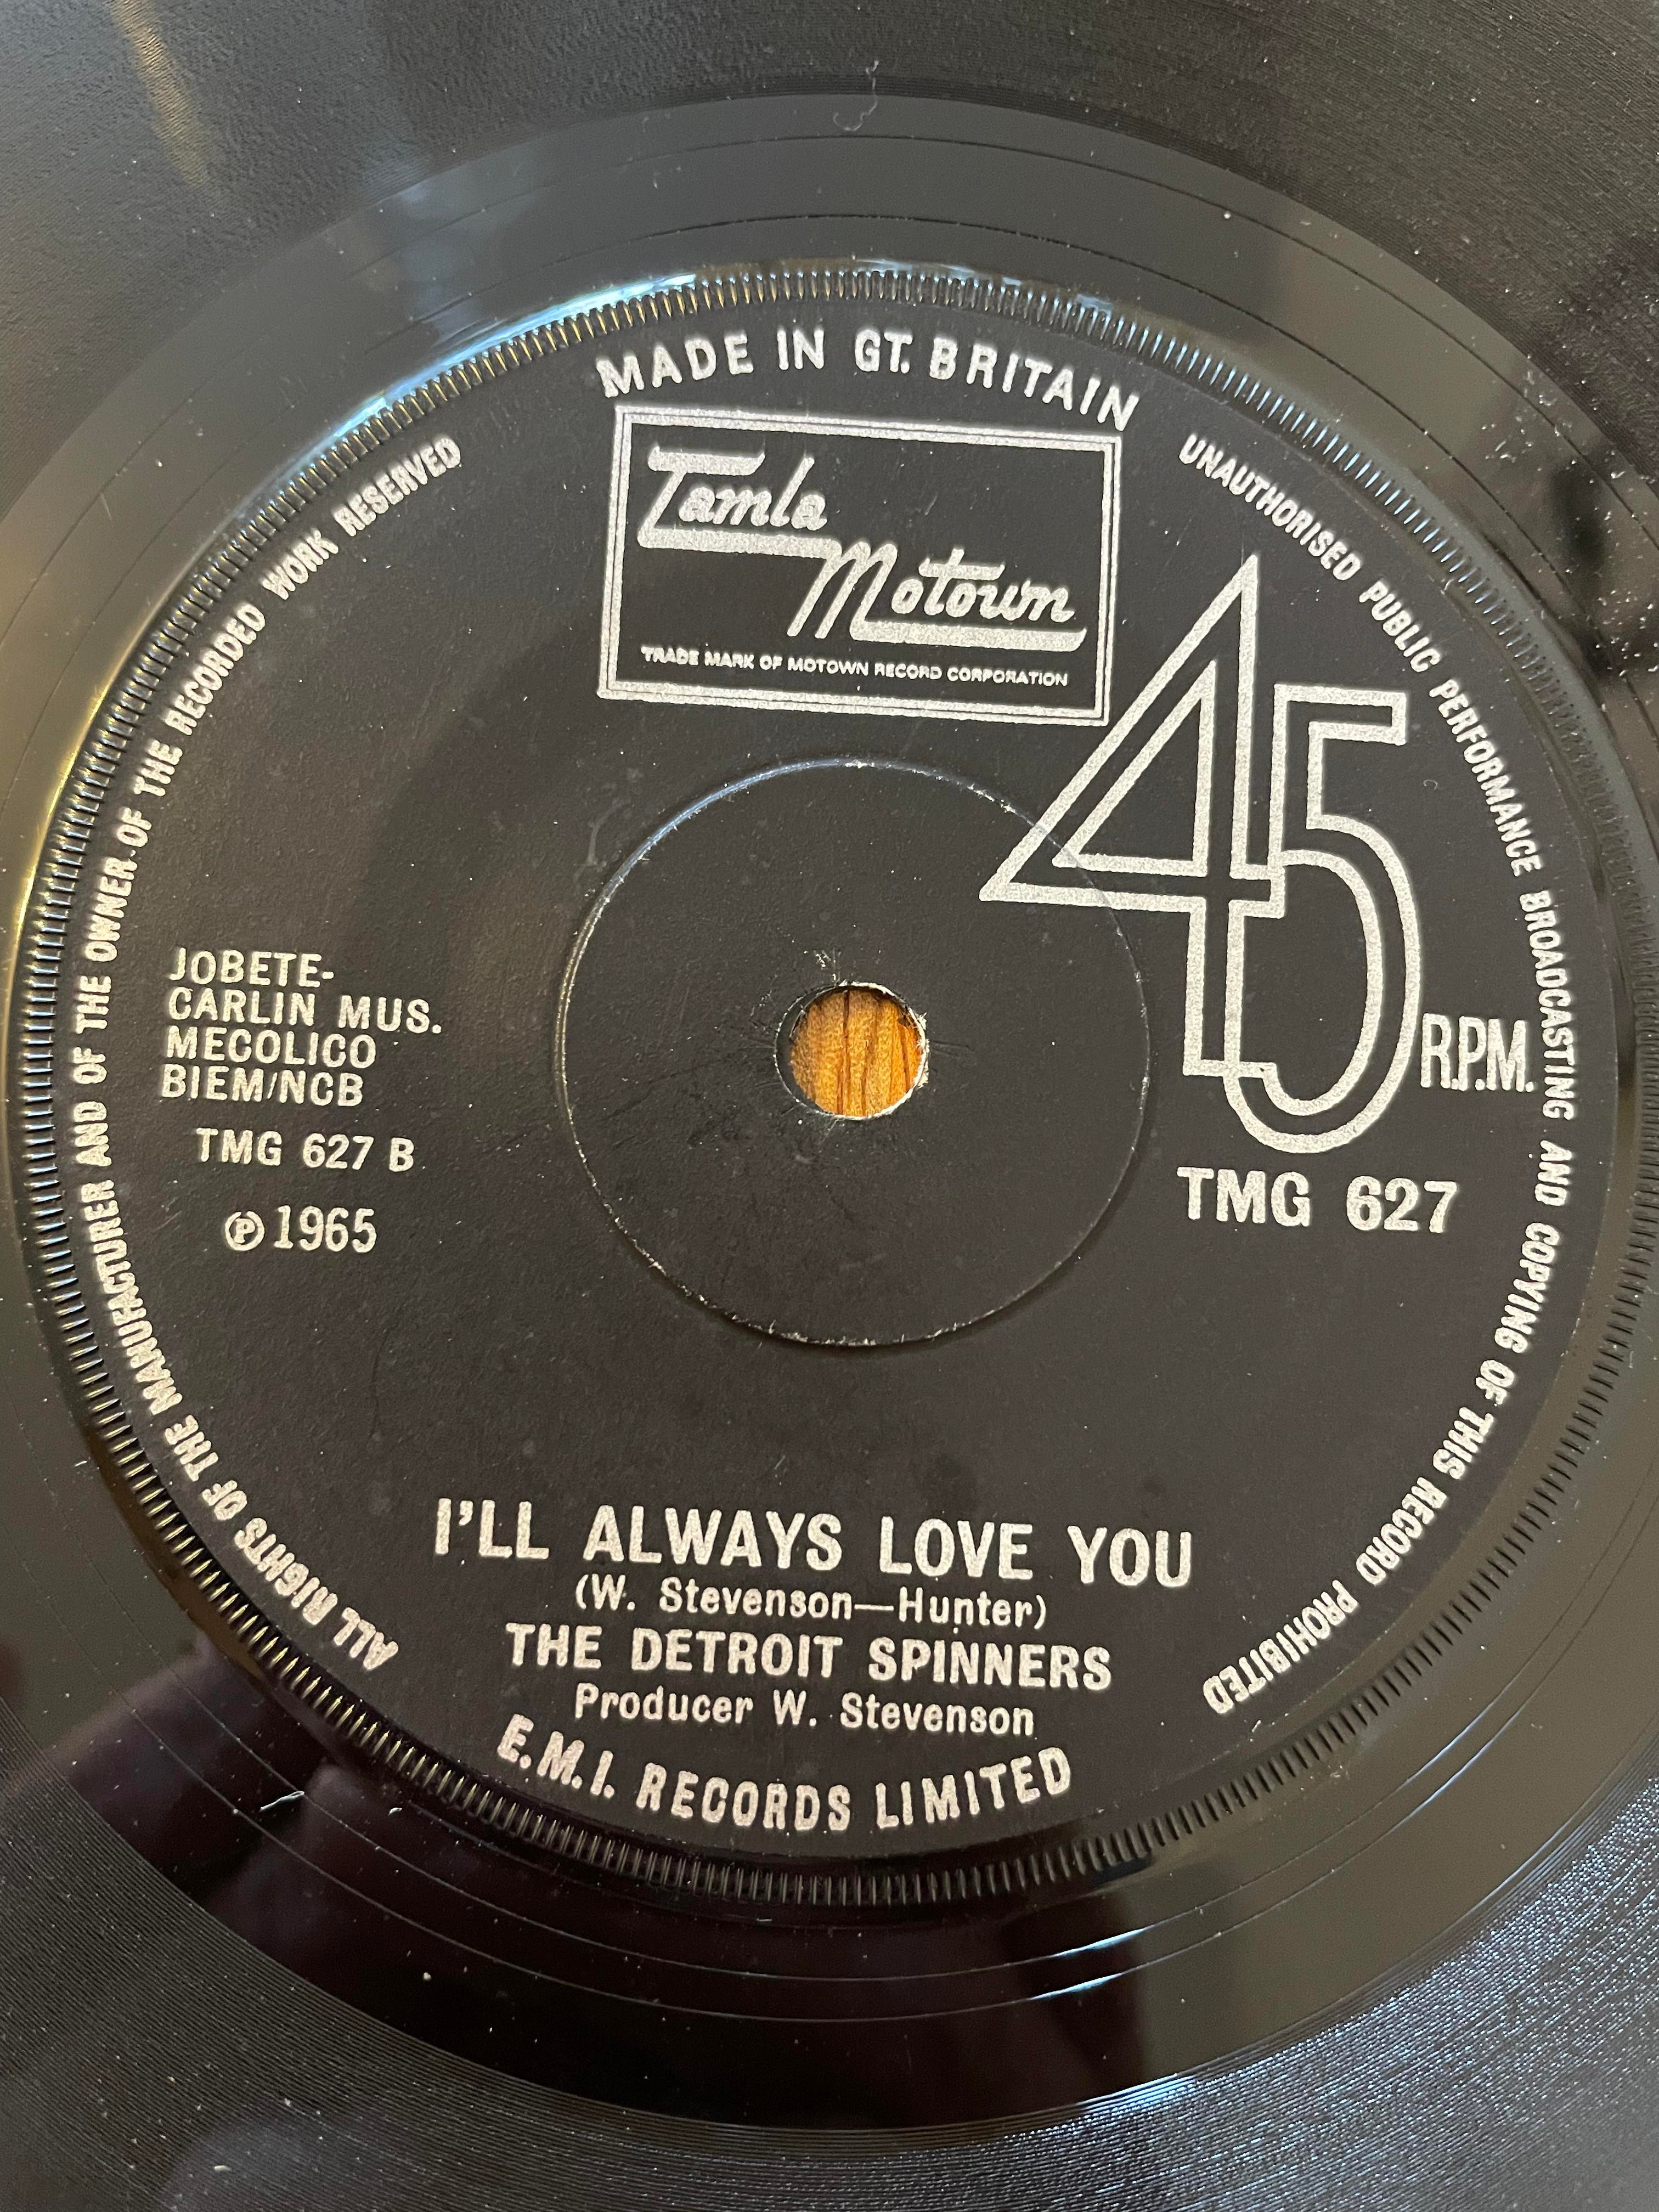 MADE IN GT. BRITAIN
Tamla
Motown
TRADE MARK OF MOTOWN RECORD CORPORATION
ALL RIGHTS OF THE MANUFACTURER AND OF THE OWNER OF THE RECORDED WORK RESERVED
UNAUTHORISED PUBLIC PERFORMANCE BROADCASTING AND COPYING OF THIS RECORD PROHIBITED
45
R.P.M.
JOBETE-
CARLIN MUS.
MECOLICO
BIEM/NCB
TMG 627 B
℗1965
TMG 627
I'LL ALWAYS LOVE YOU
(W. Stevenson—Hunter)
THE DETROIT SPINNERS
Producer W. Stevenson
E.M.I. RECORDS LIMITED